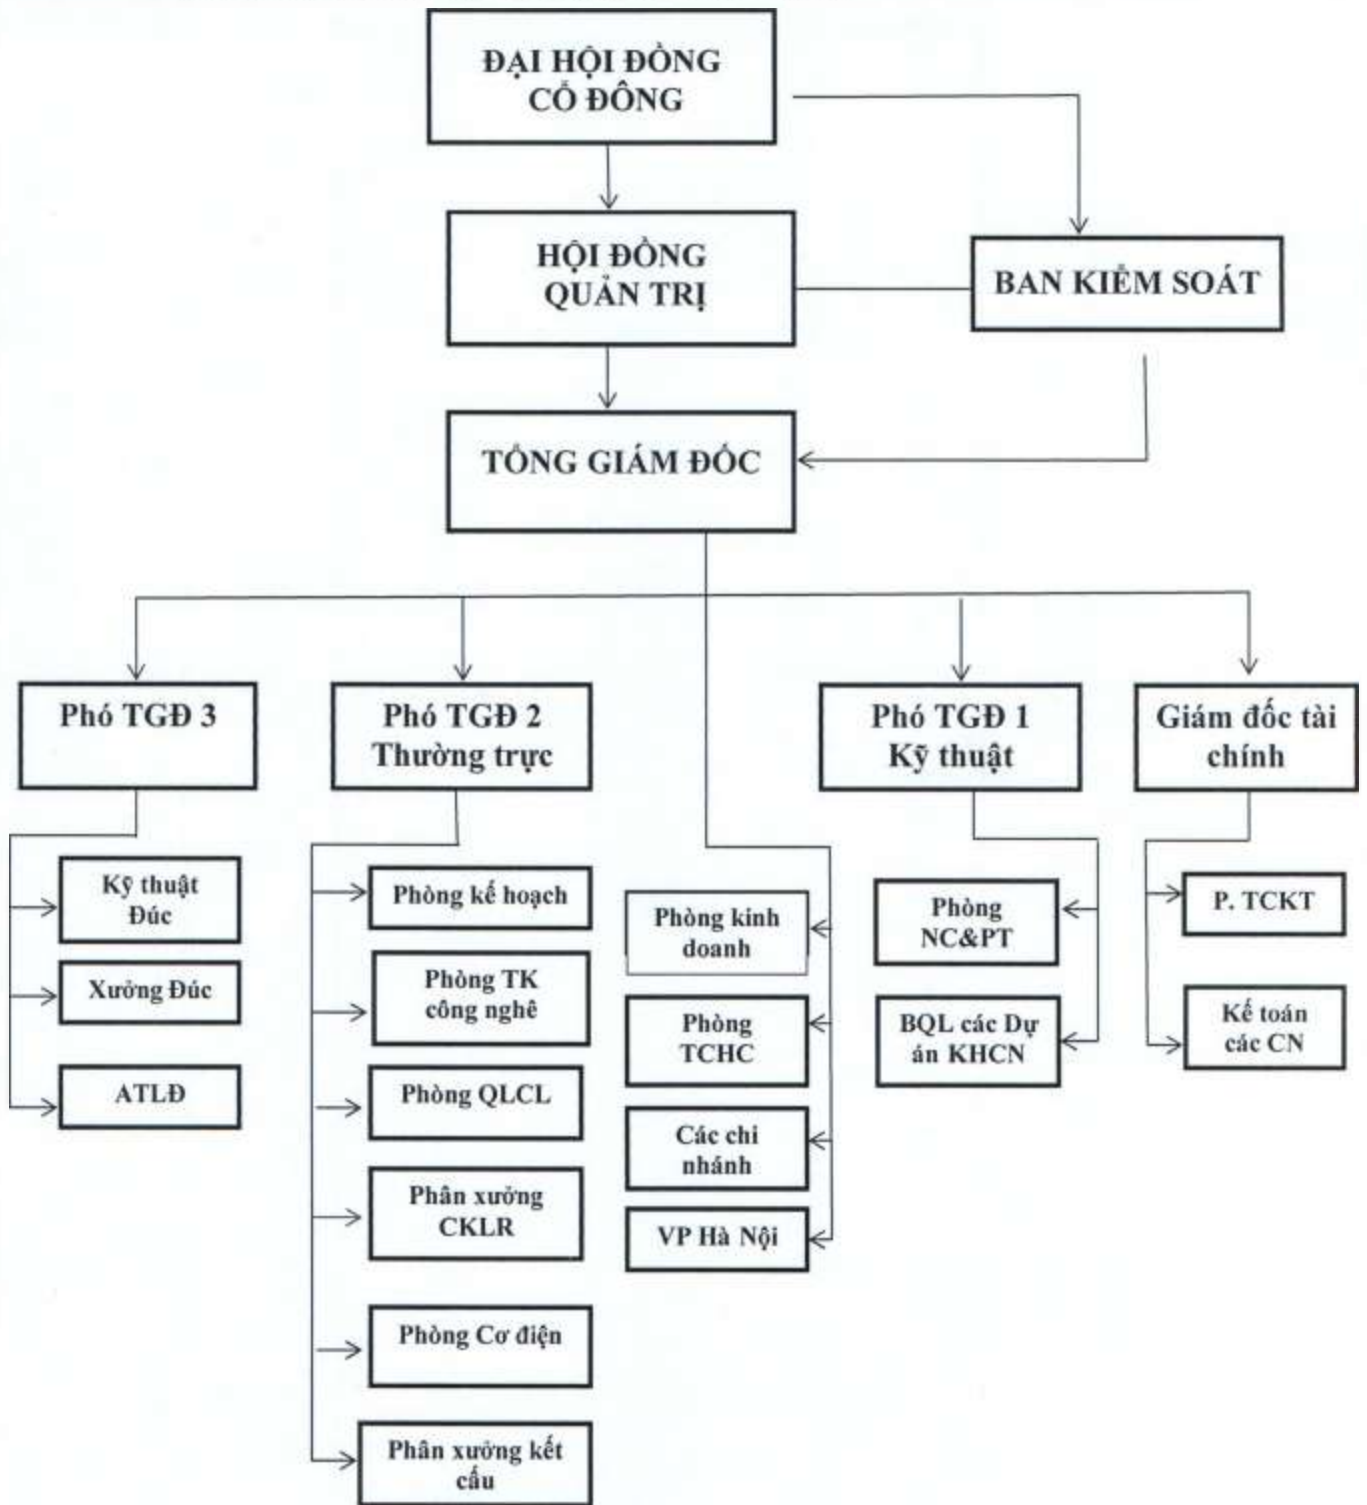 ĐẠI HỘI ĐỒNG
CỔ ĐÔNG
HỘI ĐỒNG
QUẢN TRỊ
BAN KIỂM SOÁT
TỔNG GIÁM ĐỐC
Phó TGĐ 3
Phó TGĐ 2
Thường trực
Phó TGĐ 1
Kỹ thuật
Giám đốc tài
chính
Kỹ thuật
Đúc
Xưởng Đúc
ATLĐ
Phòng kế hoạch
Phòng TK
công nghê
Phòng QLCL
Phân xưởng
CKLR
Phòng Cơ điện
Phân xưởng kết
cấu
Phòng kinh
doanh
Phòng
TCHC
Các chi
nhánh
VP Hà Nội
Phòng
NC&PT
BQL các Dự
án KHCN
P. TCKT
Kế toán
các CN